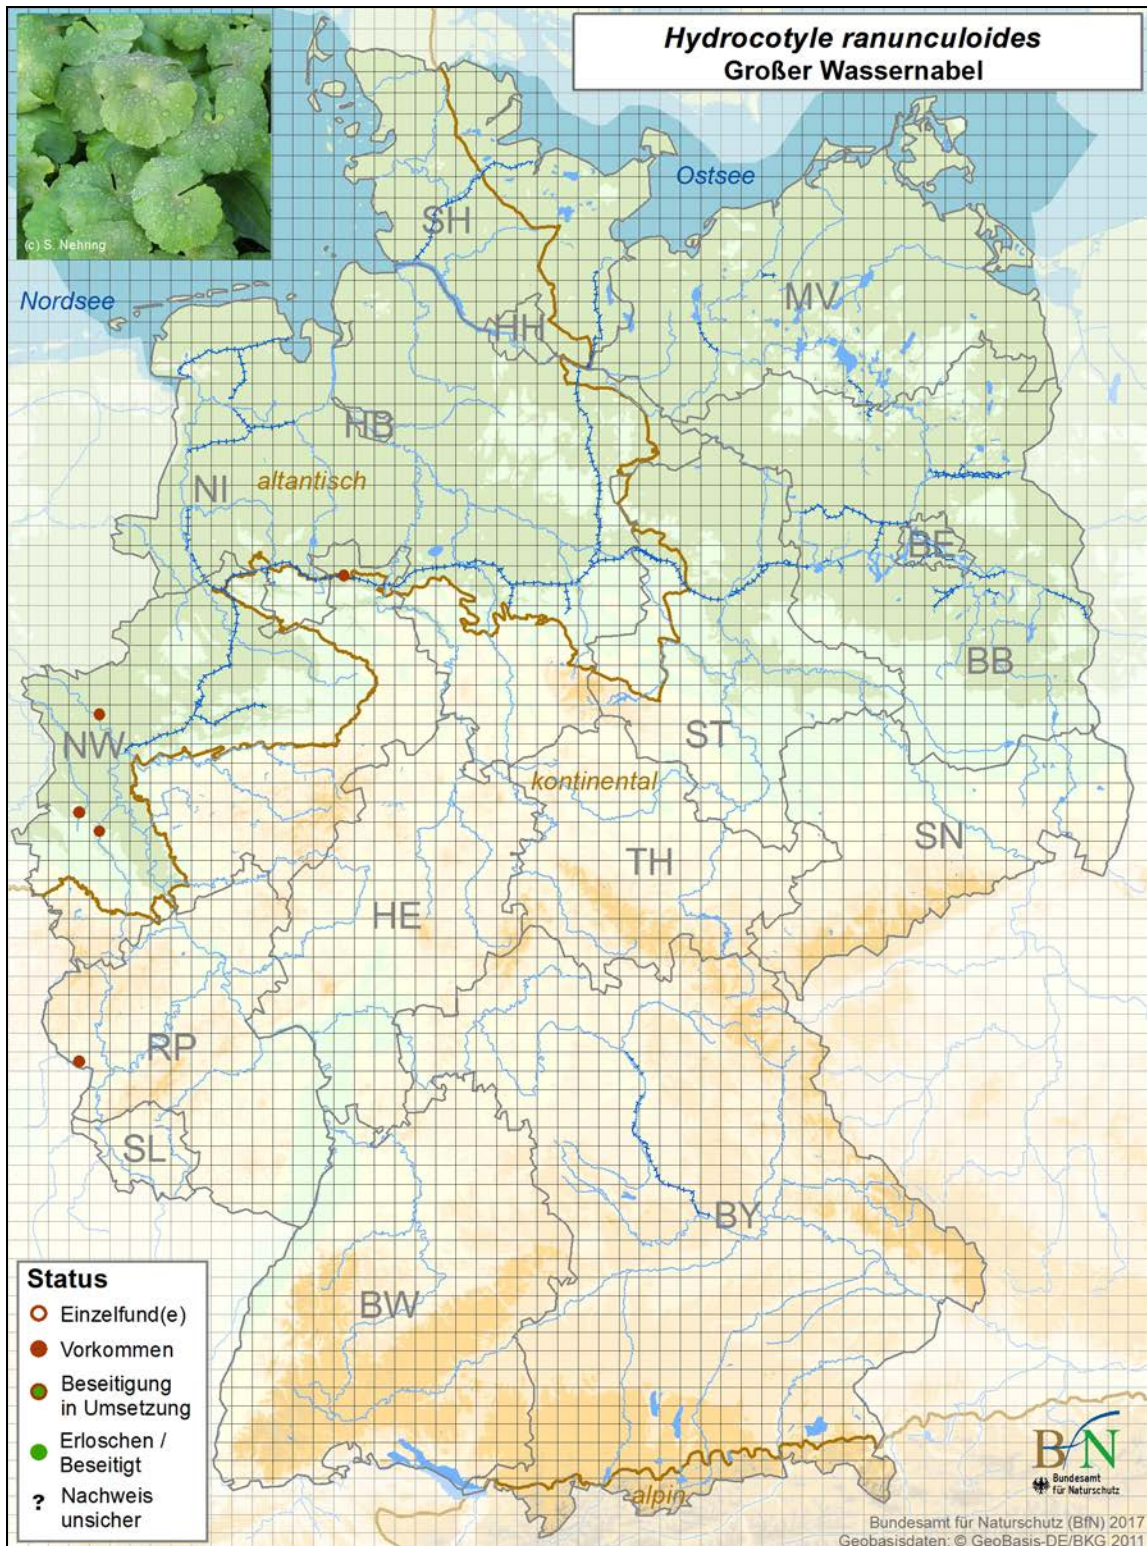 Hydrocotyle ranunculoides
Großer Wassernabel
(c) S. Nehring
Ostsee
SH
Nordsee
MV
HH
HB
NI
altantisch
BE
BB
NW
ST
kontinental
SN
TH
HE
RP
SL
BY
BW
alpin
Status
Einzelfund(e)
Vorkommen
Beseitigung
in Umsetzung
Erloschen /
Beseitigt
? Nachweis
unsicher
BfN
Bundesamt
für Naturschutz
Bundesamt für Naturschutz (BfN) 2017
Geobasisdaten: © GeoBasis-DE/BKG 2011